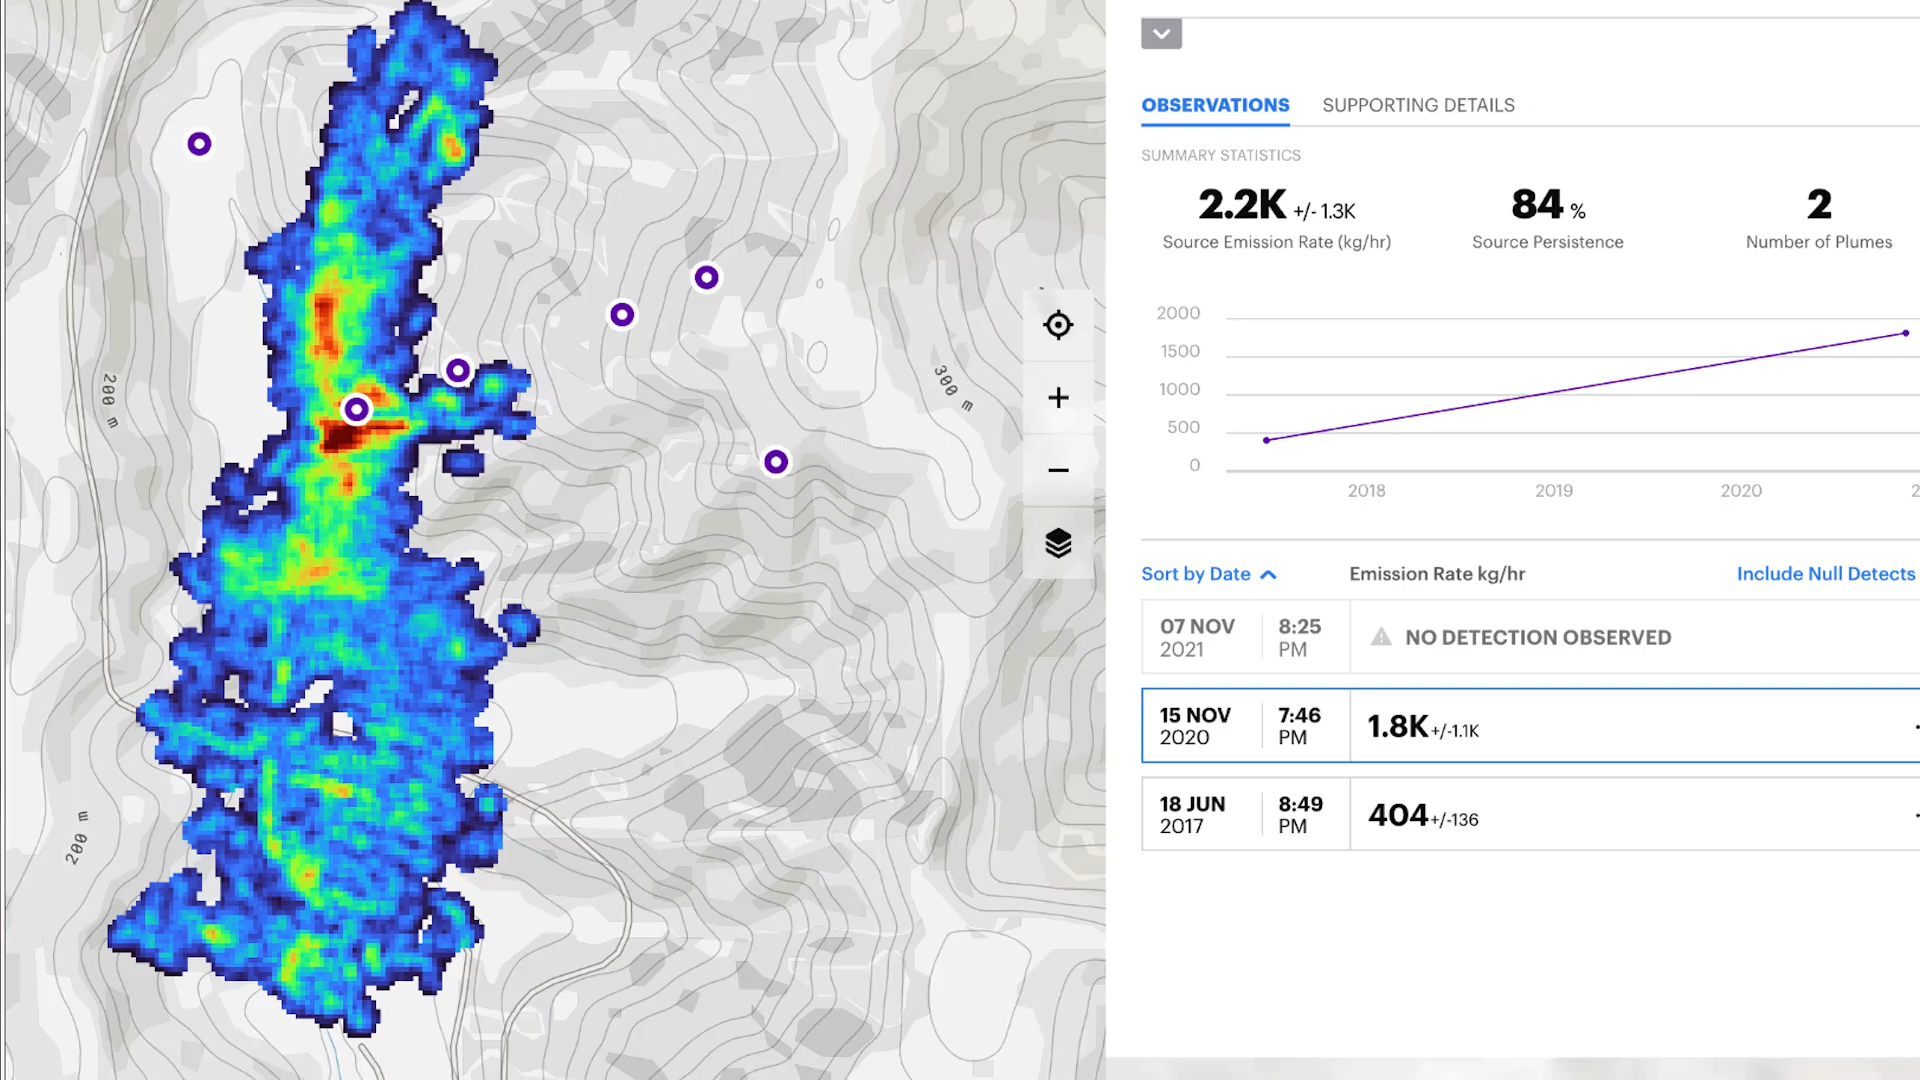 200 m
200 m
300 m
OBSERVATIONS SUPPORTING DETAILS
SUMMARY STATISTICS
2.2K +/- 1.3K 84 % 2
Source Emission Rate (kg/hr) Source Persistence Number of Plumes
2000
1500
1000
500
0
2018 2019 2020 2
Sort by Date Emission Rate kg/hr Include Null Detects
07 NOV 8:25
2021 PM
NO DETECTION OBSERVED
15 NOV 7:46
2020 PM
1.8K +/-1.1K
18 JUN 8:49
2017 PM
404 +/-136